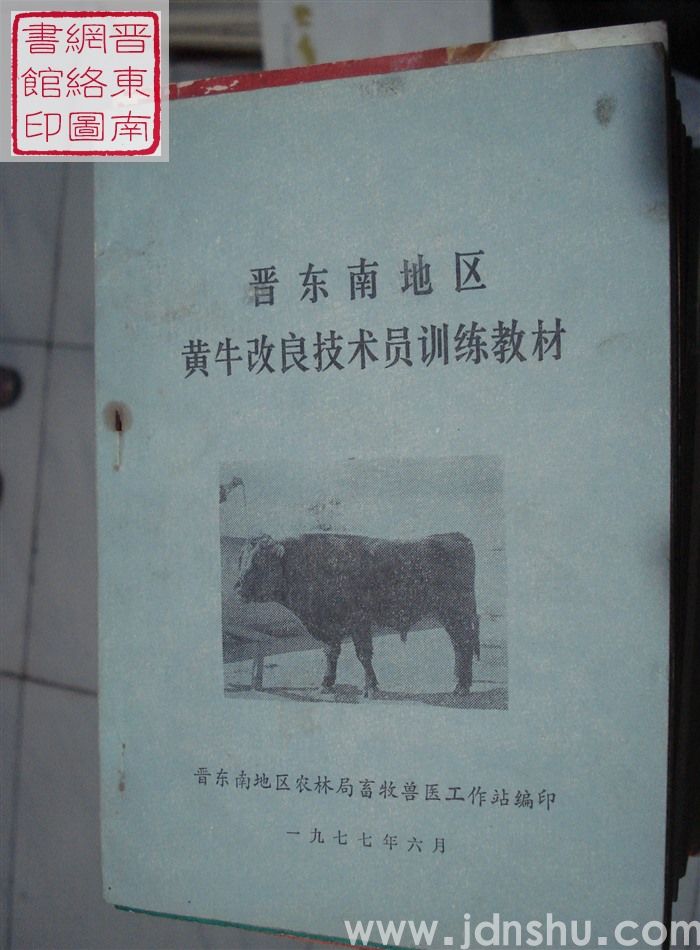 晋東南
網絡圖
書館印
晋东南地区
黄牛改良技术员训练教材
晋东南地区农林局畜牧兽医工作站编印
一九七七年六月
www.jdnshu.com